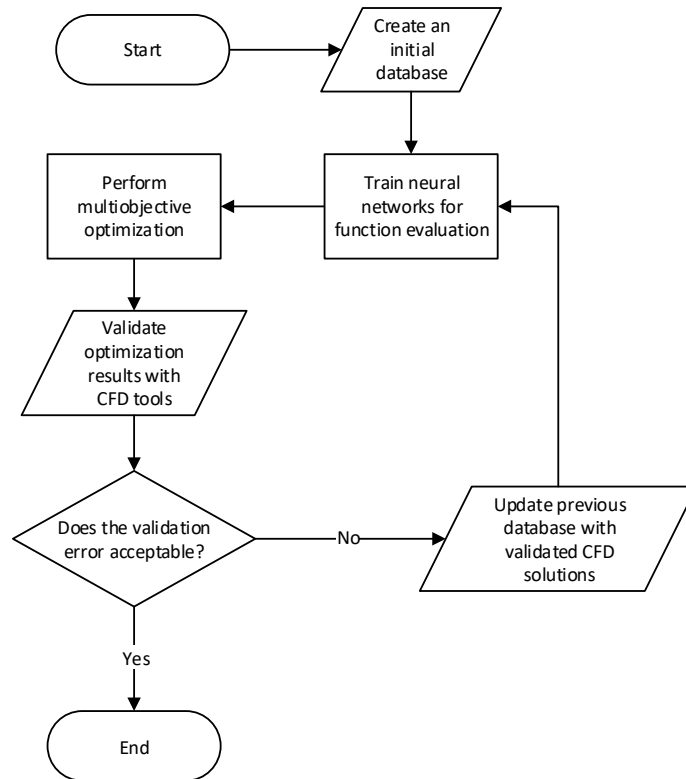 Start
Create an
initial
database
Perform
multiobjective
optimization
Train neural
networks for
function evaluation
Validate
optimization
results with
CFD tools
Does the validation
error acceptable?
No
Update previous
database with
validated CFD
solutions
Yes
End